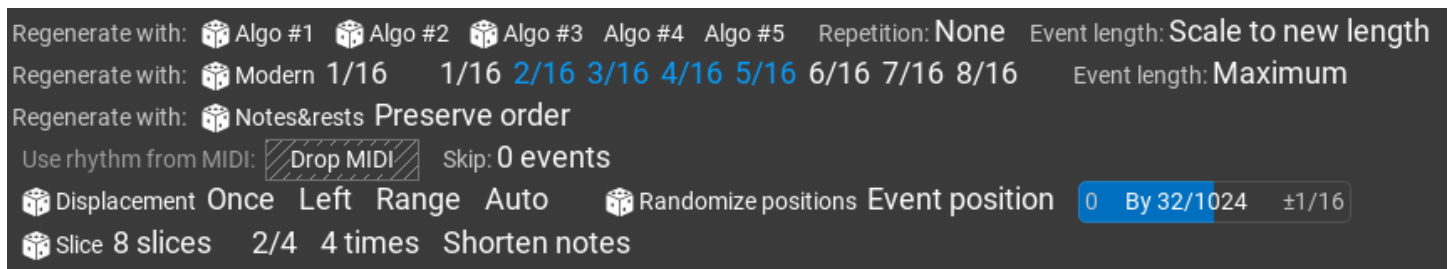 Regenerate with: Algo #1 Algo #2 Algo #3 Algo #4 Algo #5 Repetition: None Event length: Scale to new length
Regenerate with: Modern 1/16 1/16 2/16 3/16 4/16 5/16 6/16 7/16 8/16 Event length: Maximum
Regenerate with: Notes&rests Preserve order
Use rhythm from MIDI: Drop MIDI Skip: 0 events
Displacement Once Left Range Auto Randomize positions Event position 0 By 32/1024 ±1/16
Slice 8 slices 2/4 4 times Shorten notes